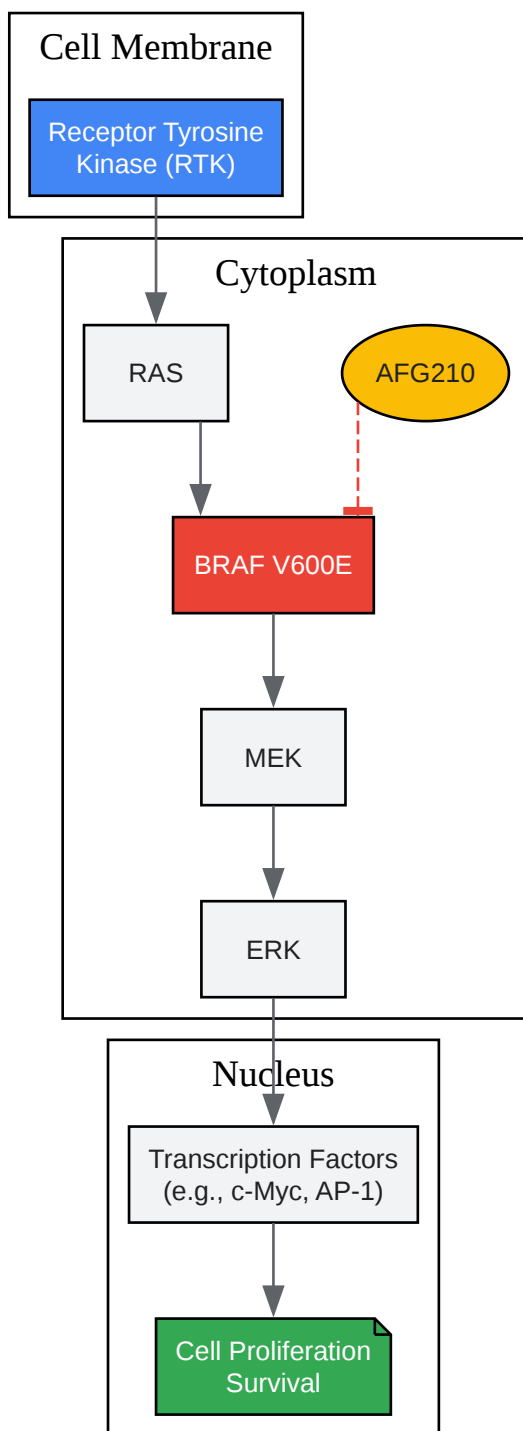 Cell Membrane
Receptor Tyrosine
Kinase (RTK)
Cytoplasm
RAS
AFG210
BRAF V600E
MEK
ERK
Nucleus
Transcription Factors
(e.g., c-Myc, AP-1)
Cell Proliferation
Survival